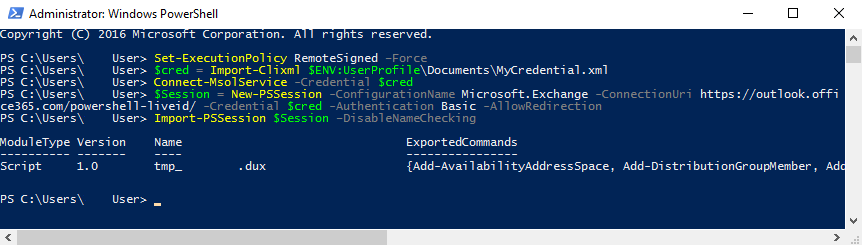 Administrator: Windows PowerShell
Copyright (C) 2016 Microsoft Corporation. All rights reserved.
PS C:\Users\ User> Set-ExecutionPolicy RemoteSigned -Force
PS C:\Users\ User> $cred = Import-Clixml $ENV:UserProfile\Documents\MyCredential.xml
PS C:\Users\ User> Connect-MsolService -Credential $cred
PS C:\Users\ User> $Session = New-PSSession -ConfigurationName Microsoft.Exchange -ConnectionUri https://outlook.offi
ce365.com/powershell-liveid/ -Credential $cred -Authentication Basic -AllowRedirection
PS C:\Users\ User> Import-PSSession $Session -DisableNameChecking
ModuleType Version Name ExportedCommands
---------- ------- ---- ----------------
Script 1.0 tmp_ .dux {Add-AvailabilityAddressSpace, Add-DistributionGroupMember, Add
PS C:\Users\ User> _